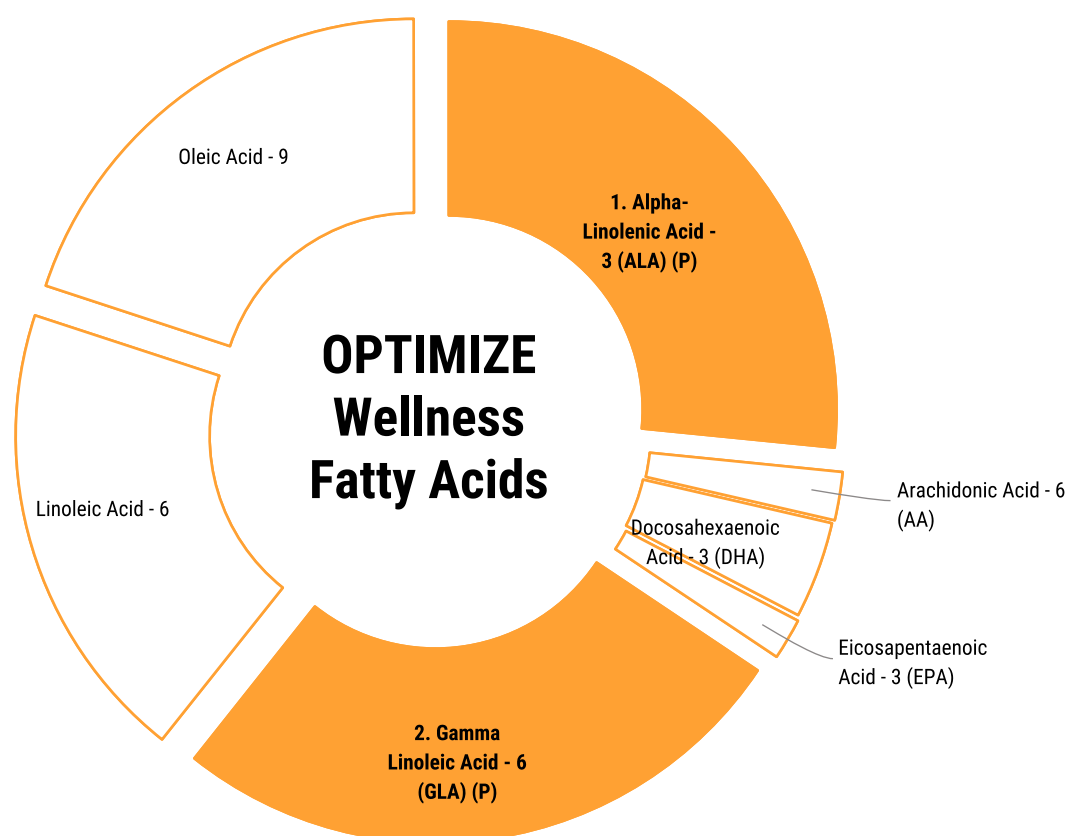 Oleic Acid - 9
1. Alpha-
Linolenic Acid -
3 (ALA) (P)
OPTIMIZE
Wellness
Fatty Acids
Linoleic Acid - 6
Arachidonic Acid - 6
(AA)
Docosahexaenoic
Acid - 3 (DHA)
Eicosapentaenoic
Acid - 3 (EPA)
2. Gamma
Linoleic Acid - 6
(GLA) (P)